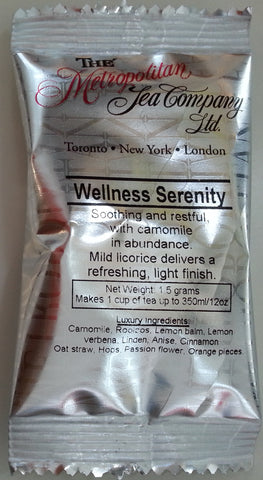 The
Metropolitan
Tea Company
Ltd.
Toronto • New York • London
Wellness Serenity
Soothing and restful,
with camomile
in abundance.
Mild licorice delivers a
refreshing, light finish.
Net Weight: 1.5 grams
Makes 1 cup of tea up to 350ml/12oz
Luxury Ingredients:
Camomile, Rooibos, Lemon balm, Lemon
verbena, Linden, Anise, Cinnamon
Oat straw, Hops, Passion flower, Orange pieces